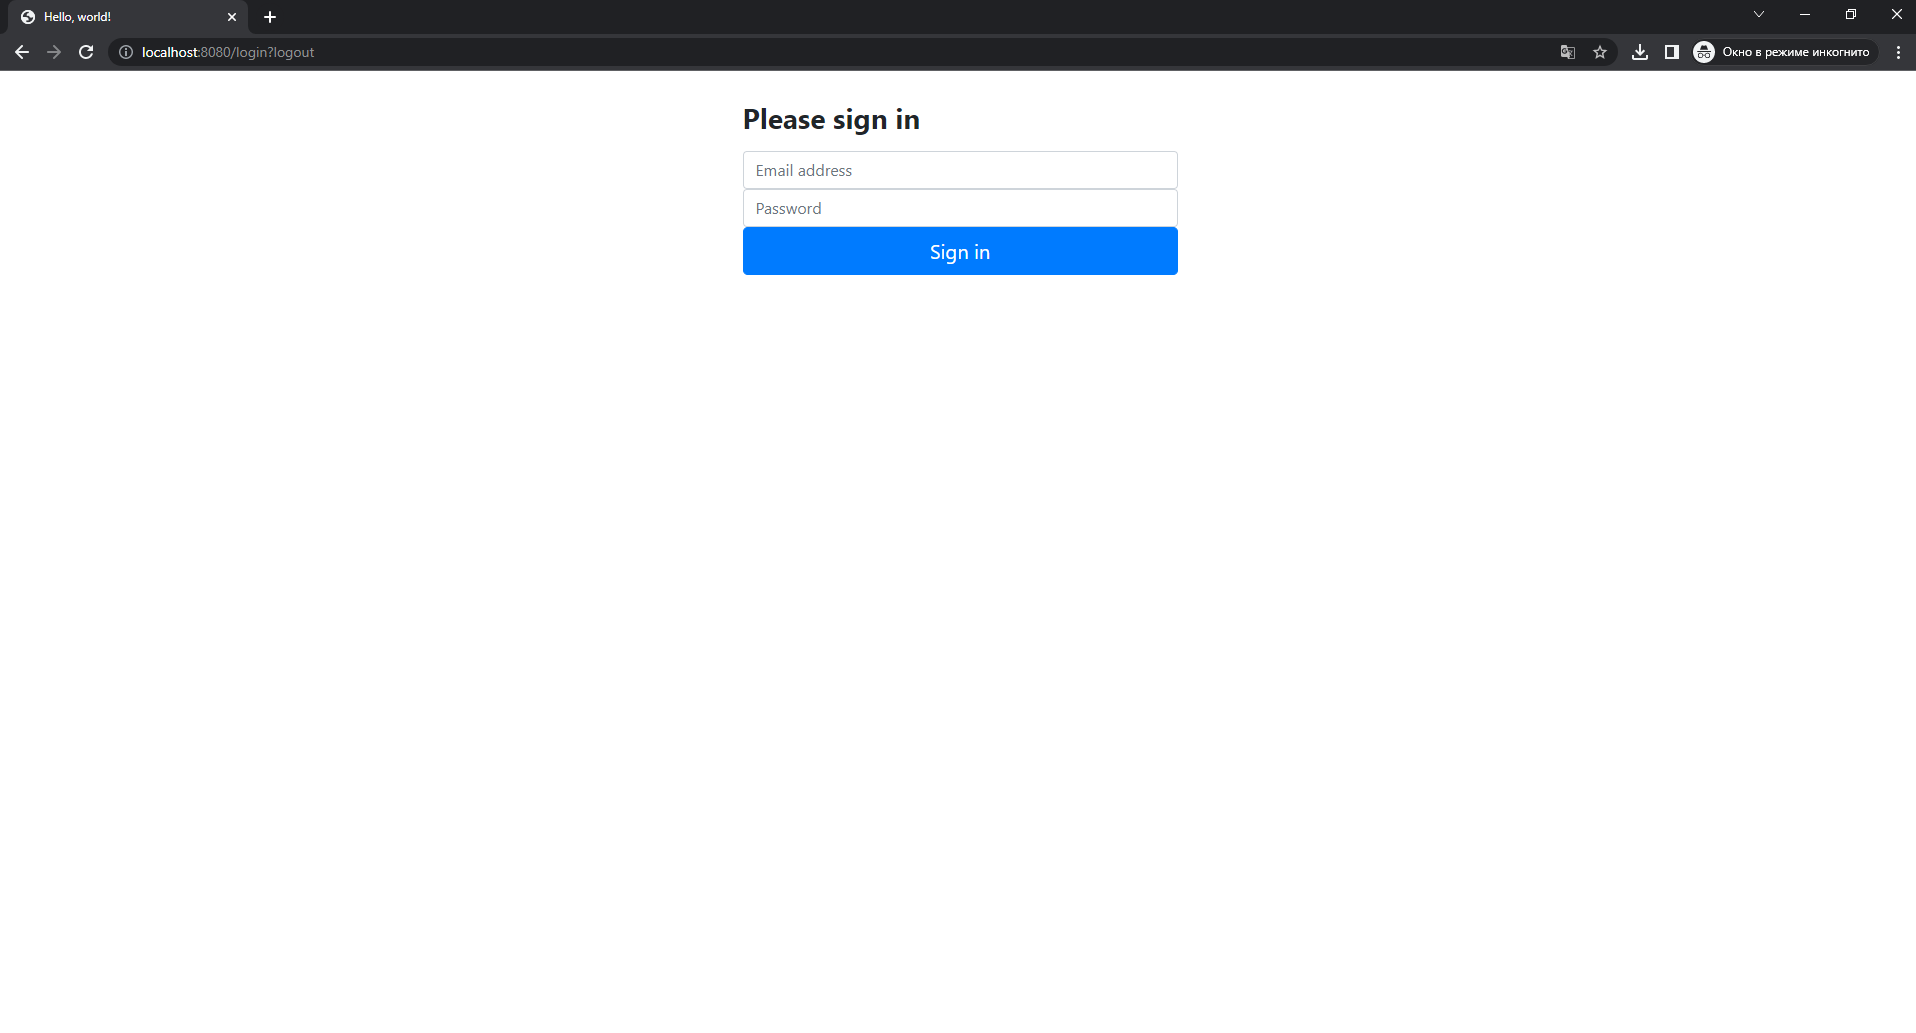 Hello, world!
localhost:8080/login?logout
Окно в режиме инкогнито
Please sign in
Email address
Password
Sign in